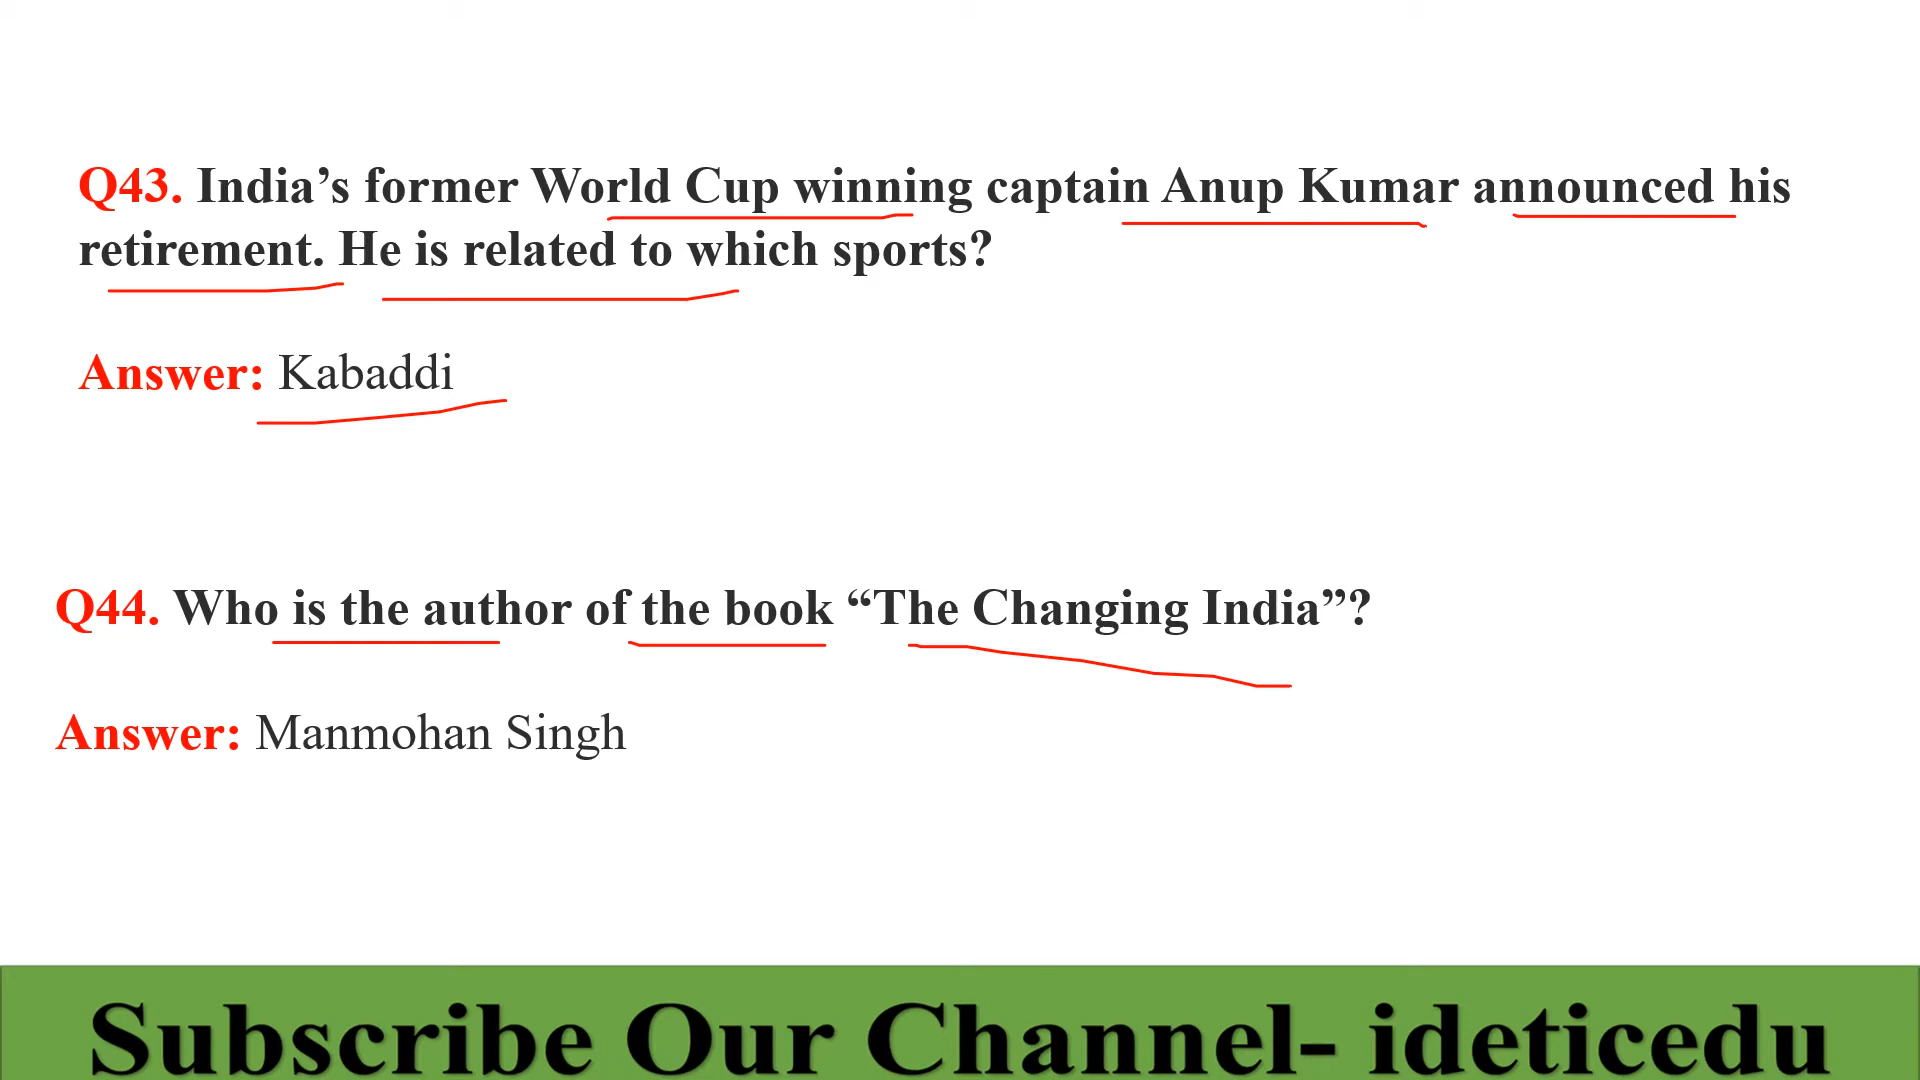 Q43. India’s former World Cup winning captain Anup Kumar announced his
retirement. He is related to which sports?
Answer: Kabaddi
Q44. Who is the author of the book “The Changing India”?
Answer: Manmohan Singh
Subscribe Our Channel- ideticedu